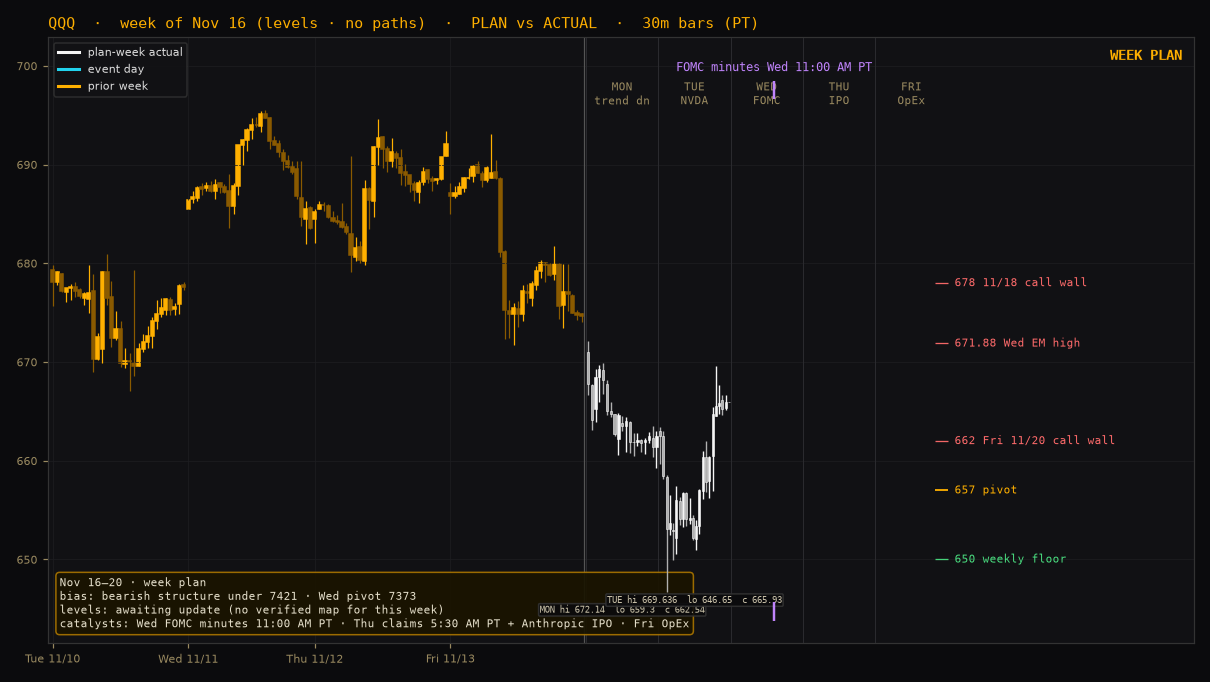 QQQ · week of Nov 16 (levels · no paths) · PLAN vs ACTUAL · 30m bars (PT)
WEEK PLAN
plan-week actual
event day
prior week
FOMC minutes Wed 11:00 AM PT
MON
trend dn
TUE
NVDA
WED
FOMC
THU
IPO
FRI
OpEx
700
690
680
670
660
650
678 11/18 call wall
671.88 Wed EM high
662 Fri 11/20 call wall
657 pivot
650 weekly floor
Nov 16–20 · week plan
bias: bearish structure under 7421 · Wed pivot 7373
levels: awaiting update (no verified map for this week)
catalysts: Wed FOMC minutes 11:00 AM PT · Thu claims 5:30 AM PT + Anthropic IPO · Fri OpEx
TUE hi 669.636 lo 646.65 c 665.93
MON hi 672.14 lo 659.3 c 662.54
Tue 11/10
Wed 11/11
Thu 11/12
Fri 11/13